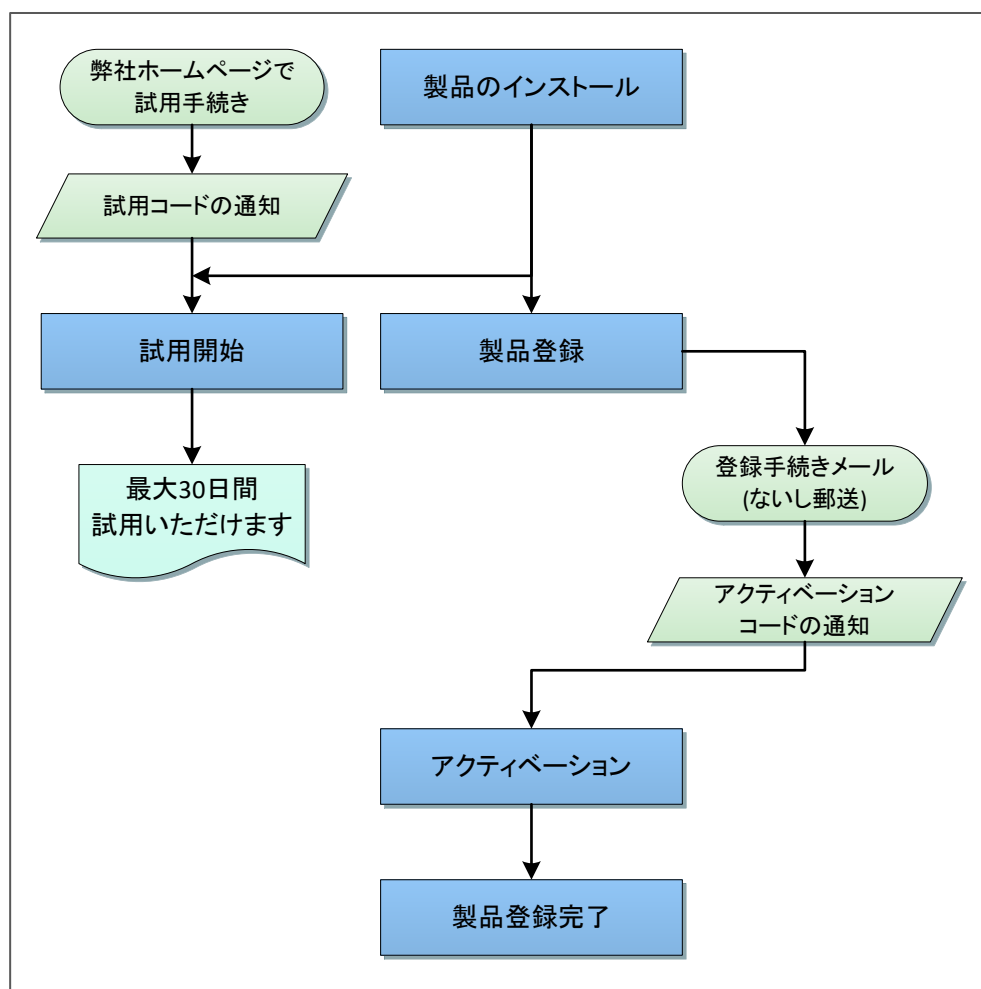 弊社ホームページで
試用手続き
製品のインストール
試用コードの通知
試用開始
製品登録
最大30日間
試用いただけます
登録手続きメール
(ないし郵送)
アクティベーション
コードの通知
アクティベーション
製品登録完了